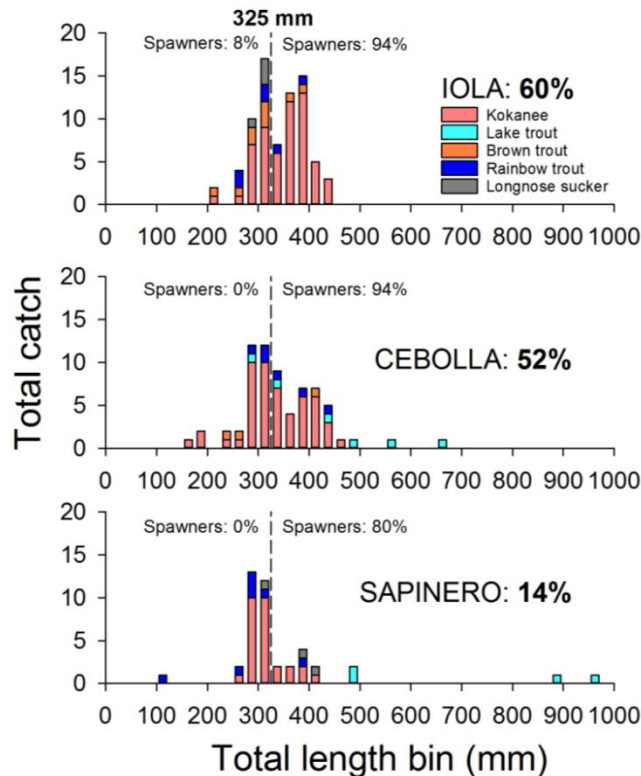 325 mm
Spawners: 8%
Spawners: 94%
IOLA: 60%
Kokanee
Lake trout
Brown trout
Rainbow trout
Longnose sucker
20
15
10
5
0
0 100 200 300 400 500 600 700 800 900 1000
Spawners: 0%
Spawners: 94%
CEBOLLA: 52%
20
15
10
5
0
0 100 200 300 400 500 600 700 800 900 1000
Spawners: 0%
Spawners: 80%
SAPINERO: 14%
20
15
10
5
0
0 100 200 300 400 500 600 700 800 900 1000
Total catch
Total length bin (mm)